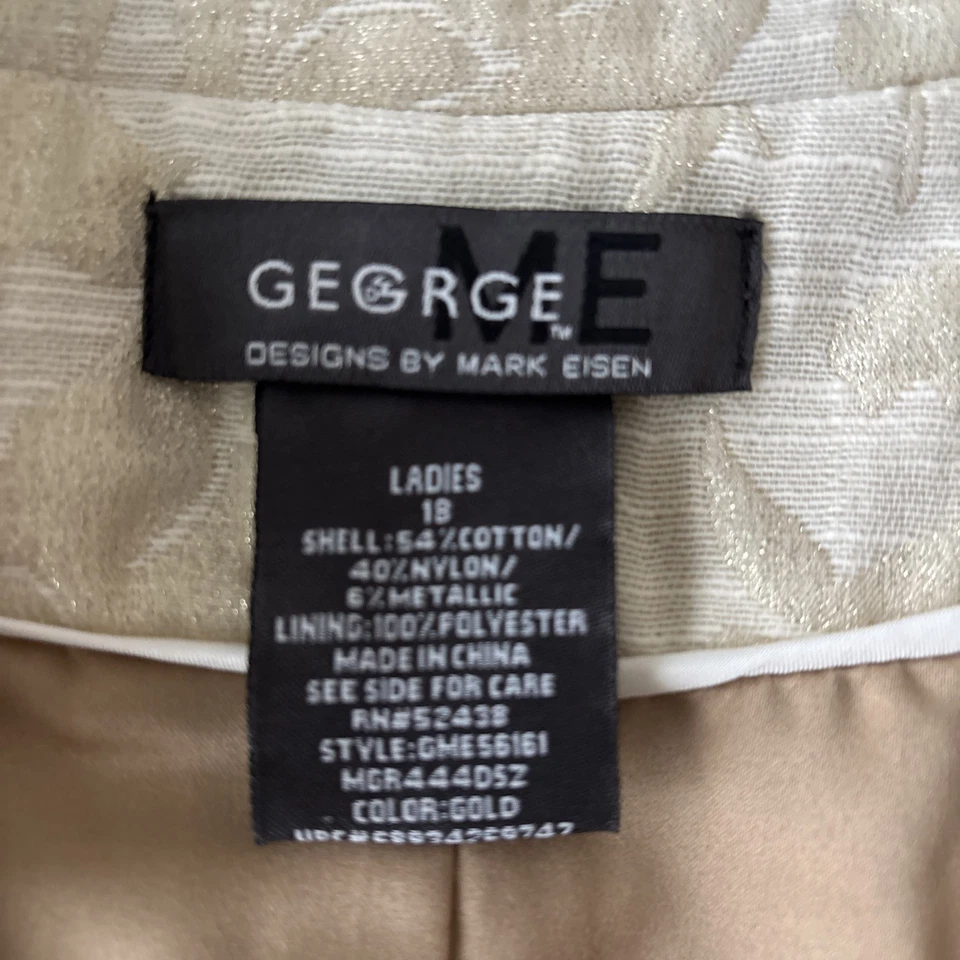 GEORGE ME
™
DESIGNS BY MARK EISEN
LADIES
18
SHELL:54%COTTON/
40%NYLON/
6%METALLIC
LINING:100%POLYESTER
MADE IN CHINA
SEE SIDE FOR CARE
RN#52438
STYLE:GME56161
MGR444DSZ
COLOR:GOLD